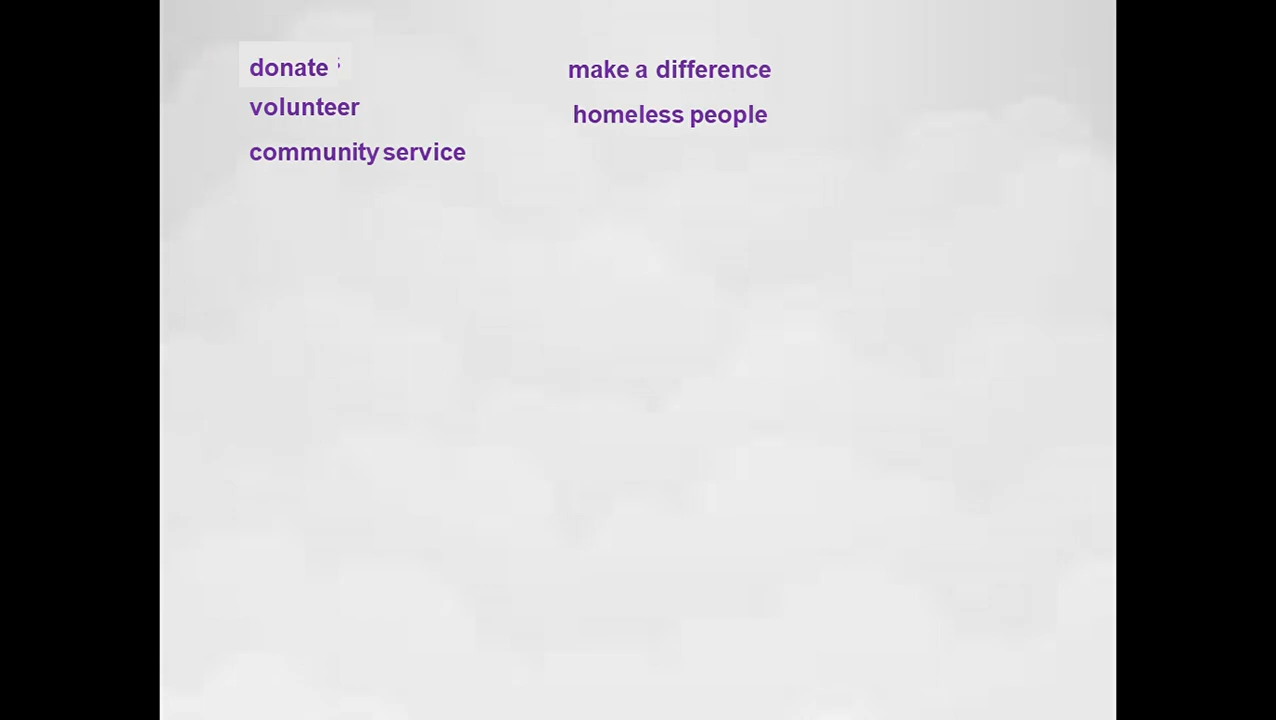 donate
volunteer
community service
make a difference
homeless people